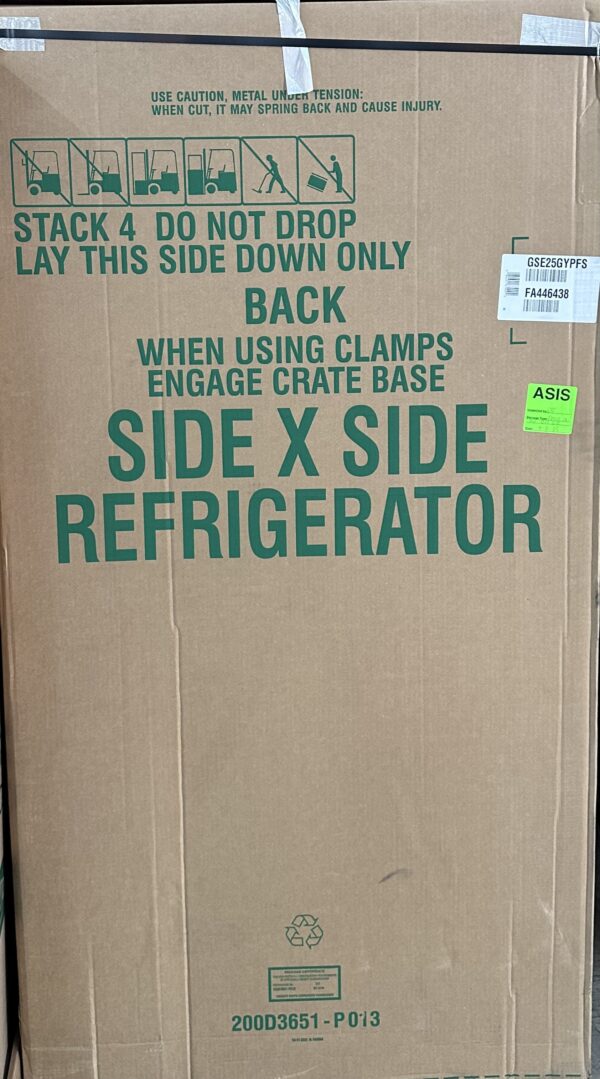 USE CAUTION, METAL UNDER TENSION:
WHEN CUT, IT MAY SPRING BACK AND CAUSE INJURY.
STACK 4 DO NOT DROP
LAY THIS SIDE DOWN ONLY
GSE25GYPFS
FA446438
BACK
WHEN USING CLAMPS
ENGAGE CRATE BASE
ASIS
SIDE X SIDE
REFRIGERATOR
200D3651 - P013